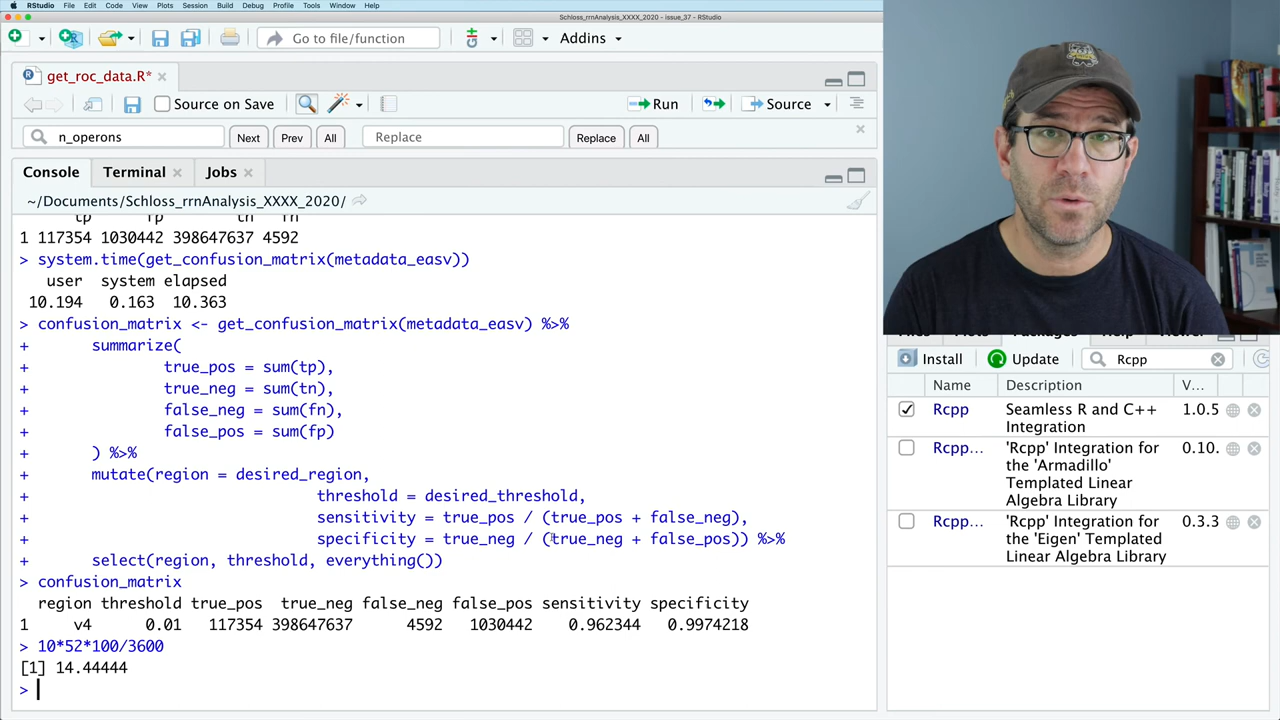 RStudio File Edit Code View Plots Session Build Debug Profile Tools Window Help
Schloss_rrnAnalysis_XXXX_2020 - issue_37 - RStudio
Go to file/function Addins
get_roc_data.R*
Source on Save Run Source
n_operons Next Prev All Replace Replace All
Console Terminal Jobs
~/Documents/Schloss_rrnAnalysis_XXXX_2020/
tp fp tn fn
1 117354 1030442 398647637 4592
> system.time(get_confusion_matrix(metadata_easv))
user system elapsed
10.194 0.163 10.363
> confusion_matrix <- get_confusion_matrix(metadata_easv) %>%
+ summarize(
+ true_pos = sum(tp),
+ true_neg = sum(tn),
+ false_neg = sum(fn),
+ false_pos = sum(fp)
+ ) %>%
+ mutate(region = desired_region,
+ threshold = desired_threshold,
+ sensitivity = true_pos / (true_pos + false_neg),
+ specificity = true_neg / (true_neg + false_pos)) %>%
+ select(region, threshold, everything())
> confusion_matrix
region threshold true_pos true_neg false_neg false_pos sensitivity specificity
1 v4 0.01 117354 398647637 4592 1030442 0.962344 0.9974218
> 10*52*100/3600
[1] 14.44444
>
Install Update Rcpp
Name Description V...
Rcpp Seamless R and C++ 1.0.5
Integration
Rcpp... 'Rcpp' Integration for 0.10.
the 'Armadillo'
Templated Linear
Algebra Library
Rcpp... 'Rcpp' Integration for 0.3.3
the 'Eigen' Templated
Linear Algebra Library